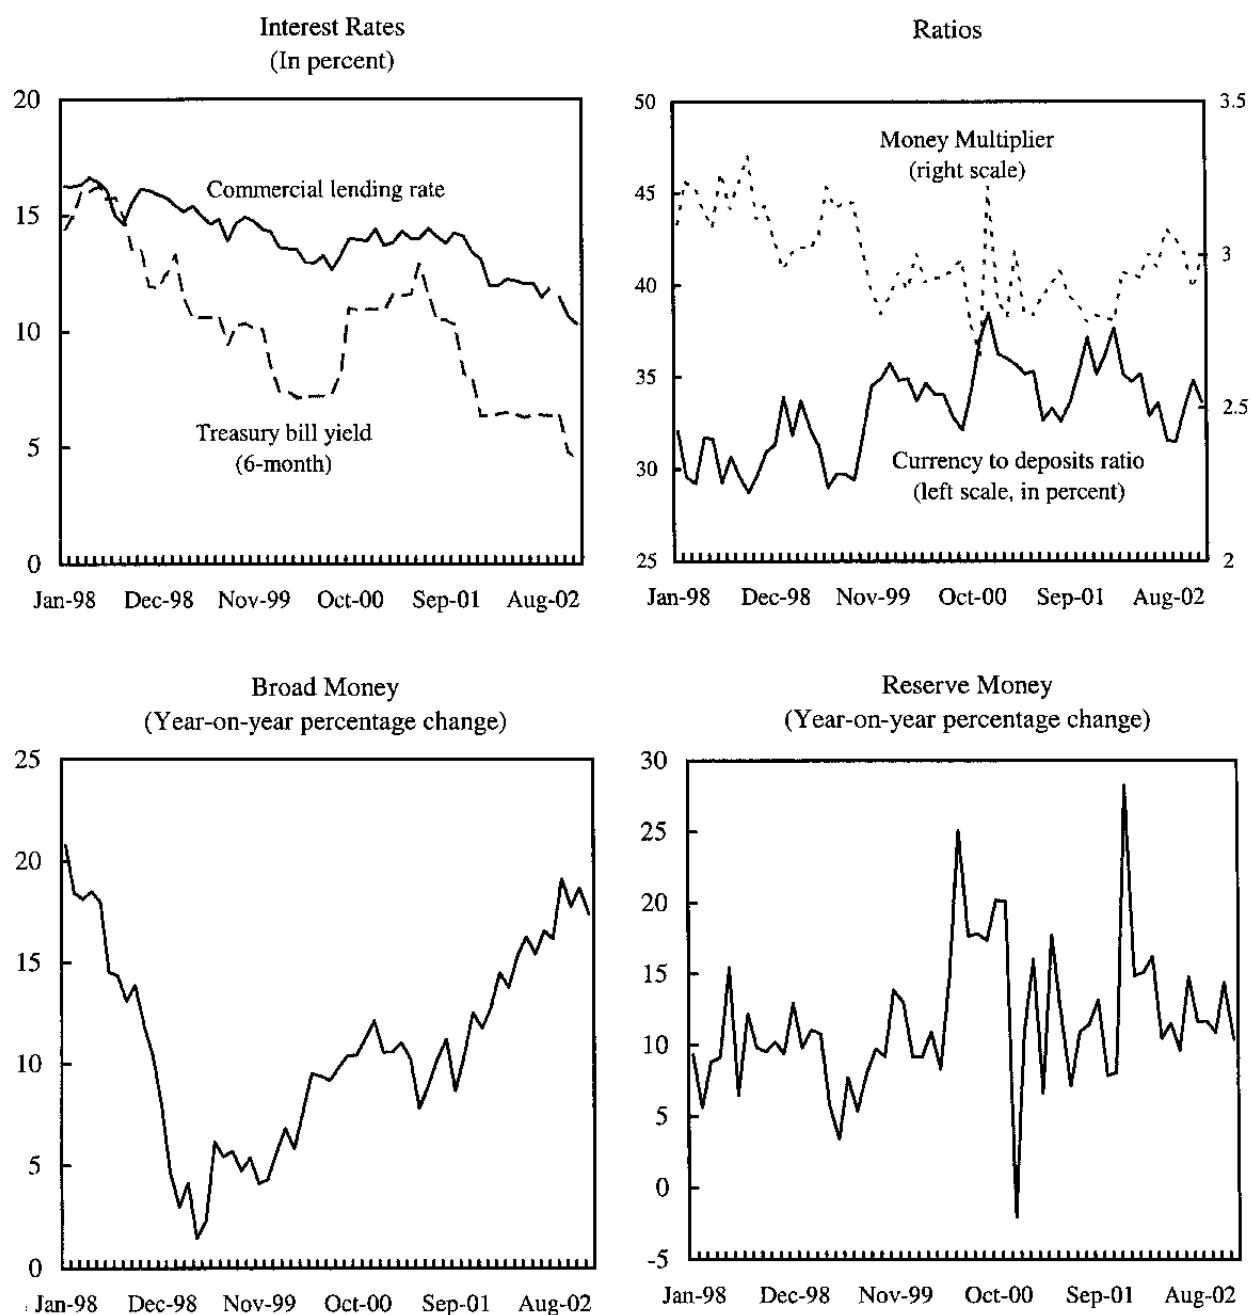 Interest Rates
(In percent)
20
15
10
5
0
Commercial lending rate
Treasury bill yield
(6-month)
Jan-98 Dec-98 Nov-99 Oct-00 Sep-01 Aug-02
Ratios
50
45
40
35
30
25
3.5
3
2.5
2
Money Multiplier
(right scale)
Currency to deposits ratio
(left scale, in percent)
Jan-98 Dec-98 Nov-99 Oct-00 Sep-01 Aug-02
Broad Money
(Year-on-year percentage change)
25
20
15
10
5
0
Jan-98 Dec-98 Nov-99 Oct-00 Sep-01 Aug-02
Reserve Money
(Year-on-year percentage change)
30
25
20
15
10
5
0
-5
Jan-98 Dec-98 Nov-99 Oct-00 Sep-01 Aug-02